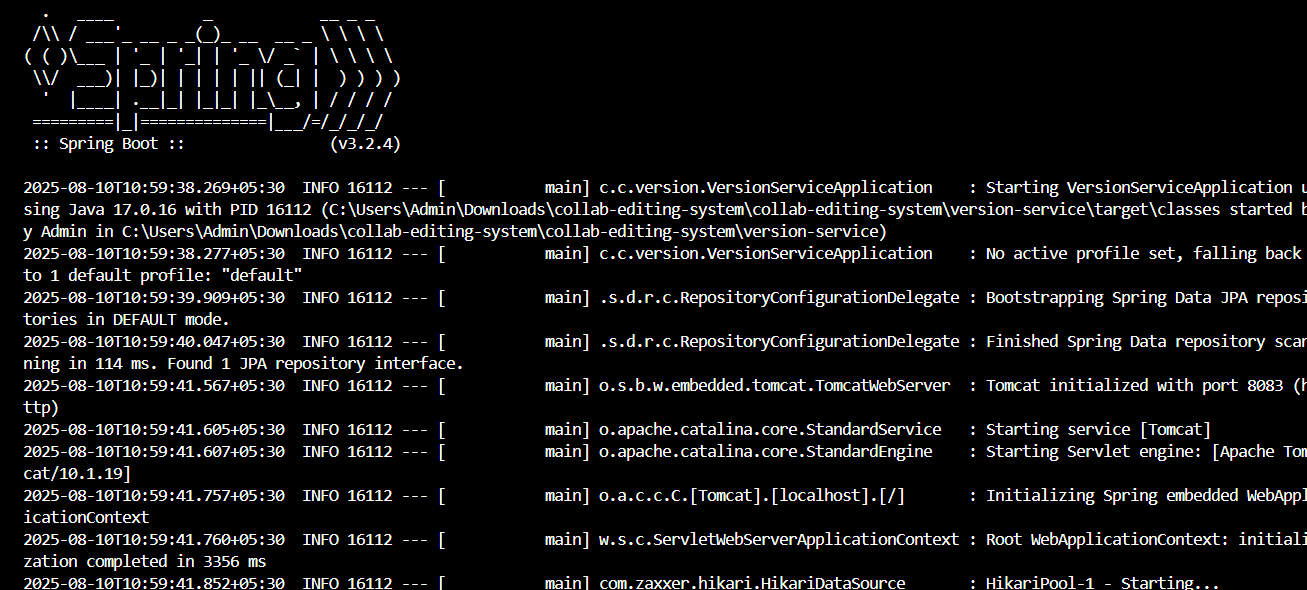 .   ____          _            __ _ _
 /\\ / ___'_ __ _ _(_)_ __  __ _ \ \ \ \
( ( )\___ | '_ | '_| | '_ \/ _` | \ \ \ \
 \\/  ___)| |_)| | | | | || (_| |  ) ) ) )
  '  |____| .__|_| |_|_| |_\__, | / / / /
 =========|_|==============|___/=/_/_/_/
 :: Spring Boot ::                (v3.2.4)
2025-08-10T10:59:38.269+05:30  INFO 16112 --- [           main] c.c.version.VersionServiceApplication    : Starting VersionServiceApplication u
sing Java 17.0.16 with PID 16112 (C:\Users\Admin\Downloads\collab-editing-system\collab-editing-system\version-service\target\classes started b
y Admin in C:\Users\Admin\Downloads\collab-editing-system\collab-editing-system\version-service)
2025-08-10T10:59:38.277+05:30  INFO 16112 --- [           main] c.c.version.VersionServiceApplication    : No active profile set, falling back
to 1 default profile: "default"
2025-08-10T10:59:39.909+05:30  INFO 16112 --- [           main] .s.d.r.c.RepositoryConfigurationDelegate : Bootstrapping Spring Data JPA reposi
tories in DEFAULT mode.
2025-08-10T10:59:40.047+05:30  INFO 16112 --- [           main] .s.d.r.c.RepositoryConfigurationDelegate : Finished Spring Data repository scan
ning in 114 ms. Found 1 JPA repository interface.
2025-08-10T10:59:41.567+05:30  INFO 16112 --- [           main] o.s.b.w.embedded.tomcat.TomcatWebServer  : Tomcat initialized with port 8083 (h
ttp)
2025-08-10T10:59:41.605+05:30  INFO 16112 --- [           main] o.apache.catalina.core.StandardService   : Starting service [Tomcat]
2025-08-10T10:59:41.607+05:30  INFO 16112 --- [           main] o.apache.catalina.core.StandardEngine    : Starting Servlet engine: [Apache Tom
cat/10.1.19]
2025-08-10T10:59:41.757+05:30  INFO 16112 --- [           main] o.a.c.c.C.[Tomcat].[localhost].[/]       : Initializing Spring embedded WebAppl
icationContext
2025-08-10T10:59:41.760+05:30  INFO 16112 --- [           main] w.s.c.ServletWebServerApplicationContext : Root WebApplicationContext: initiali
zation completed in 3356 ms
2025-08-10T10:59:41.852+05:30  INFO 16112 --- [           main] com.zaxxer.hikari.HikariDataSource       : HikariPool-1 - Starting...